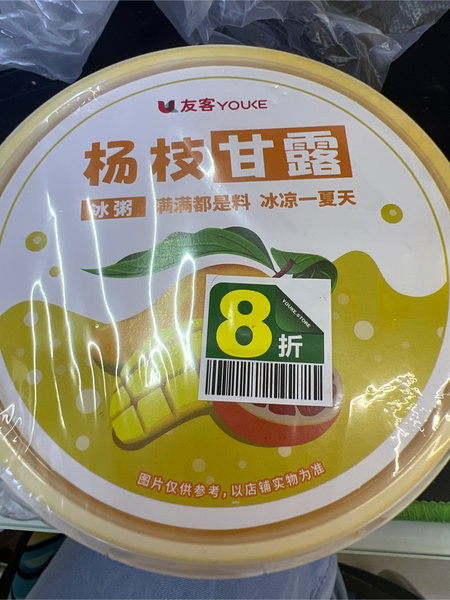 友客YOUKE
杨枝甘露
冰粥 满满都是料 冰凉一夏天
YOUKE.STORE
8折
图片仅供参考，以店铺实物为准